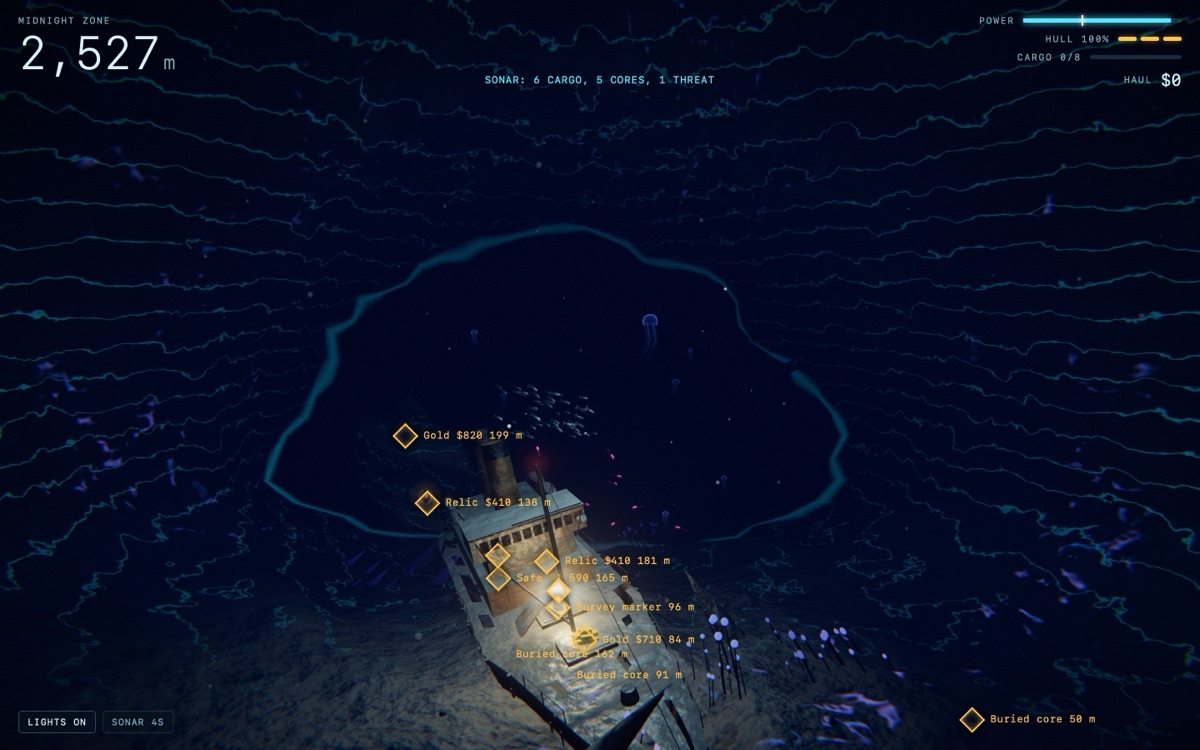 MIDNIGHT ZONE
2,527 m
POWER
HULL 100%
CARGO 0/8
HAUL $0
SONAR: 6 CARGO, 5 CORES, 1 THREAT
Gold $820 199 m
Relic $410 138 m
Relic $410 181 m
Safe 590 165 m
Survey marker 96 m
Gold $710 84 m
Buried core 162 m
Buried core 91 m
Buried core 50 m
LIGHTS ON
SONAR 4S